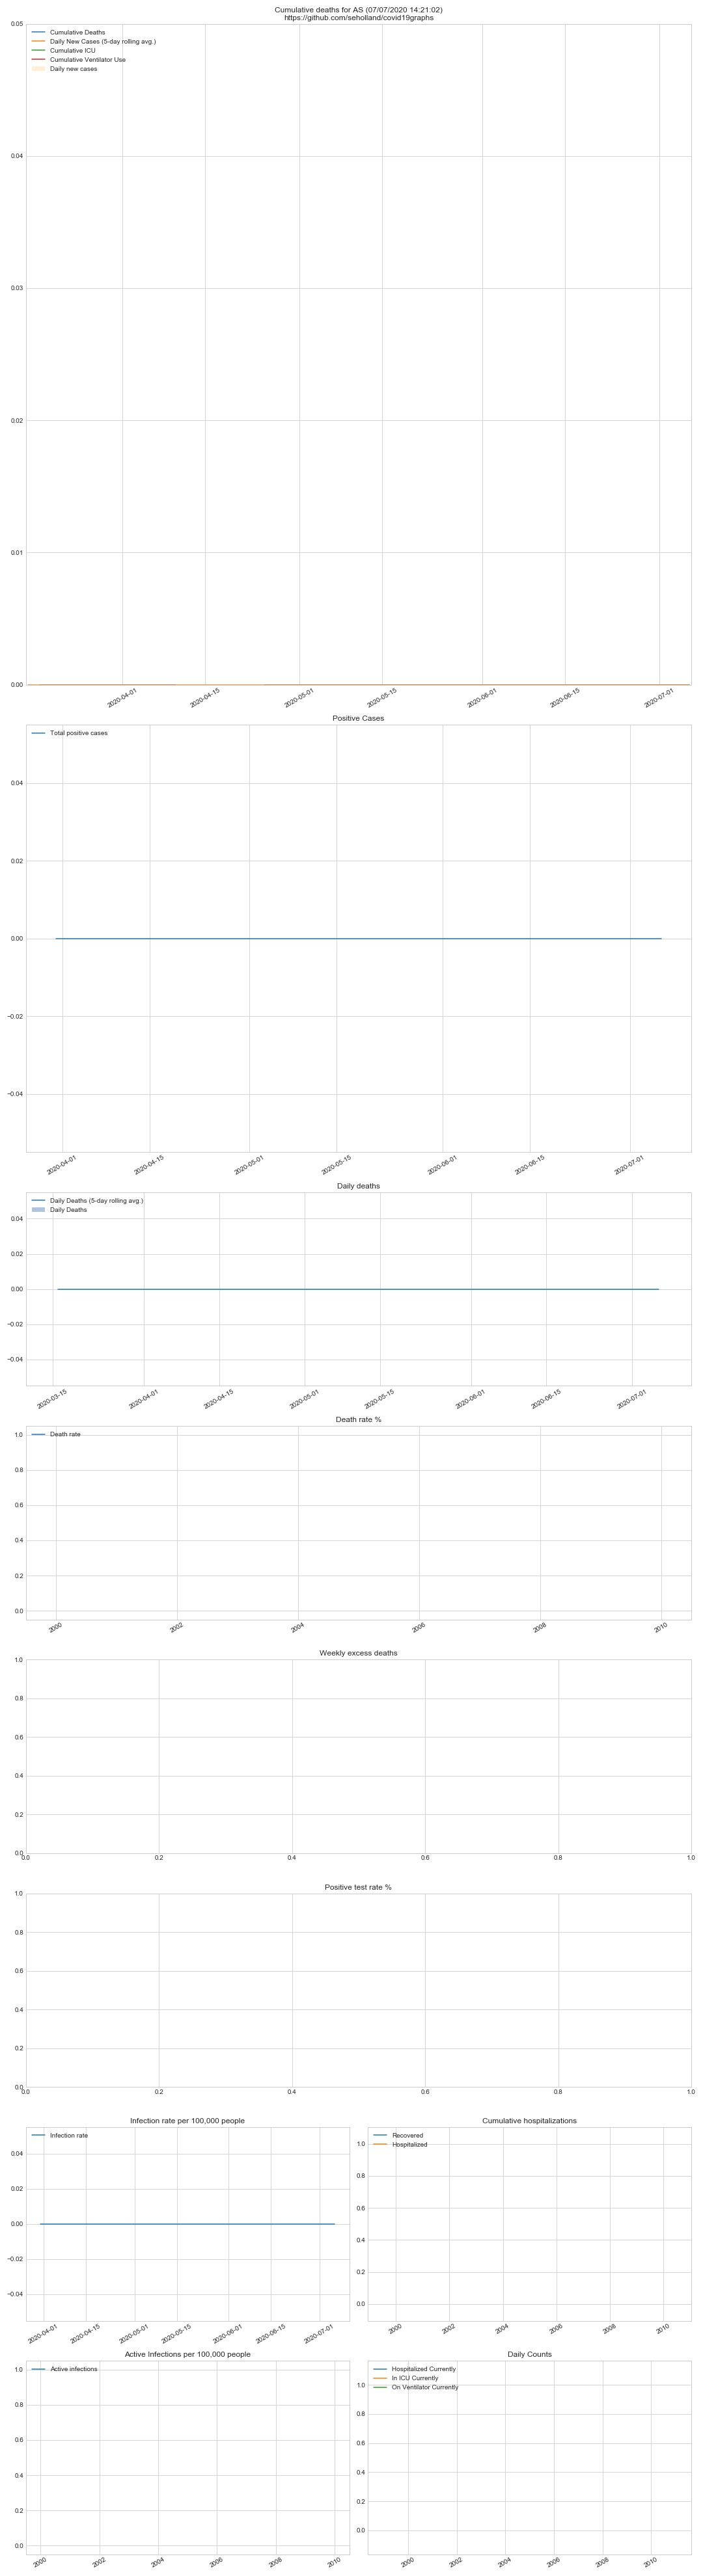 Cumulative deaths for AS (07/07/2020 14:21:02)
https://github.com/seholland/covid19graphs
Cumulative Deaths
Daily New Cases (5-day rolling avg.)
Cumulative ICU
Cumulative Ventilator Use
Daily new cases
0.05
0.04
0.03
0.02
0.01
0.00
2020-04-01 2020-04-15 2020-05-01 2020-05-15 2020-06-01 2020-06-15 2020-07-01
Positive Cases
Total positive cases
0.04
0.02
0.00
−0.02
−0.04
2020-04-01 2020-04-15 2020-05-01 2020-05-15 2020-06-01 2020-06-15 2020-07-01
Daily deaths
Daily Deaths (5-day rolling avg.)
Daily Deaths
0.04
0.02
0.00
−0.02
−0.04
2020-03-15 2020-04-01 2020-04-15 2020-05-01 2020-05-15 2020-06-01 2020-06-15 2020-07-01
Death rate %
Death rate
1.0
0.8
0.6
0.4
0.2
0.0
2000 2002 2004 2006 2008 2010
Weekly excess deaths
1.0
0.8
0.6
0.4
0.2
0.0
0.0 0.2 0.4 0.6 0.8 1.0
Positive test rate %
1.0
0.8
0.6
0.4
0.2
0.0
0.0 0.2 0.4 0.6 0.8 1.0
Infection rate per 100,000 people
Infection rate
0.04
0.02
0.00
−0.02
−0.04
2020-04-01 2020-04-15 2020-05-01 2020-05-15 2020-06-01 2020-06-15 2020-07-01
Cumulative hospitalizations
Recovered
Hospitalized
1.0
0.8
0.6
0.4
0.2
0.0
2000 2002 2004 2006 2008 2010
Active Infections per 100,000 people
Active infections
1.0
0.8
0.6
0.4
0.2
0.0
2000 2002 2004 2006 2008 2010
Daily Counts
Hospitalized Currently
In ICU Currently
On Ventilator Currently
1.0
0.8
0.6
0.4
0.2
0.0
2000 2002 2004 2006 2008 2010